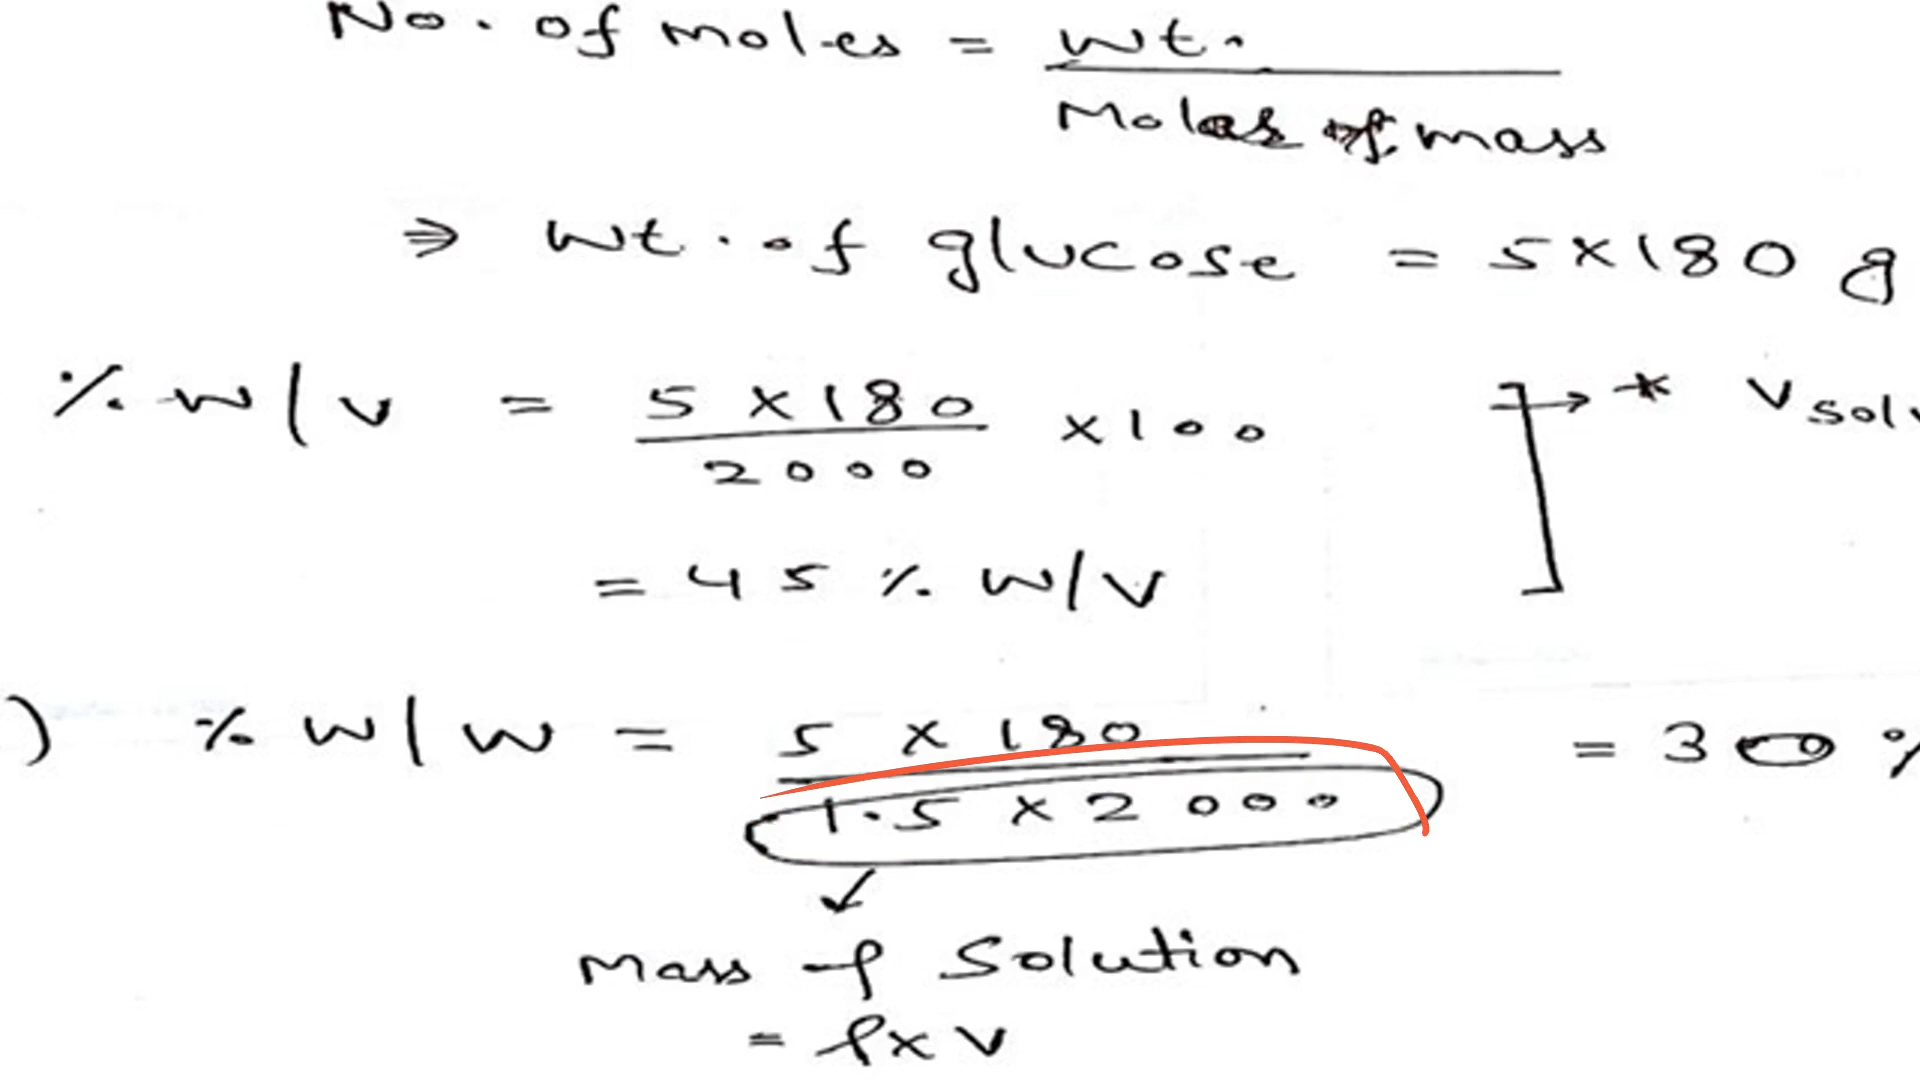 No. of moles = wt.
Molar mass
⇒ wt. of glucose = 5 × 180 g
% w/v = 5 × 180 × 100 ] → * V sol
2000
= 45 % w/v
) % w/w = 5 × 180 = 30 %
1.5 × 2000
↓
Mass of Solution
= ρ × v